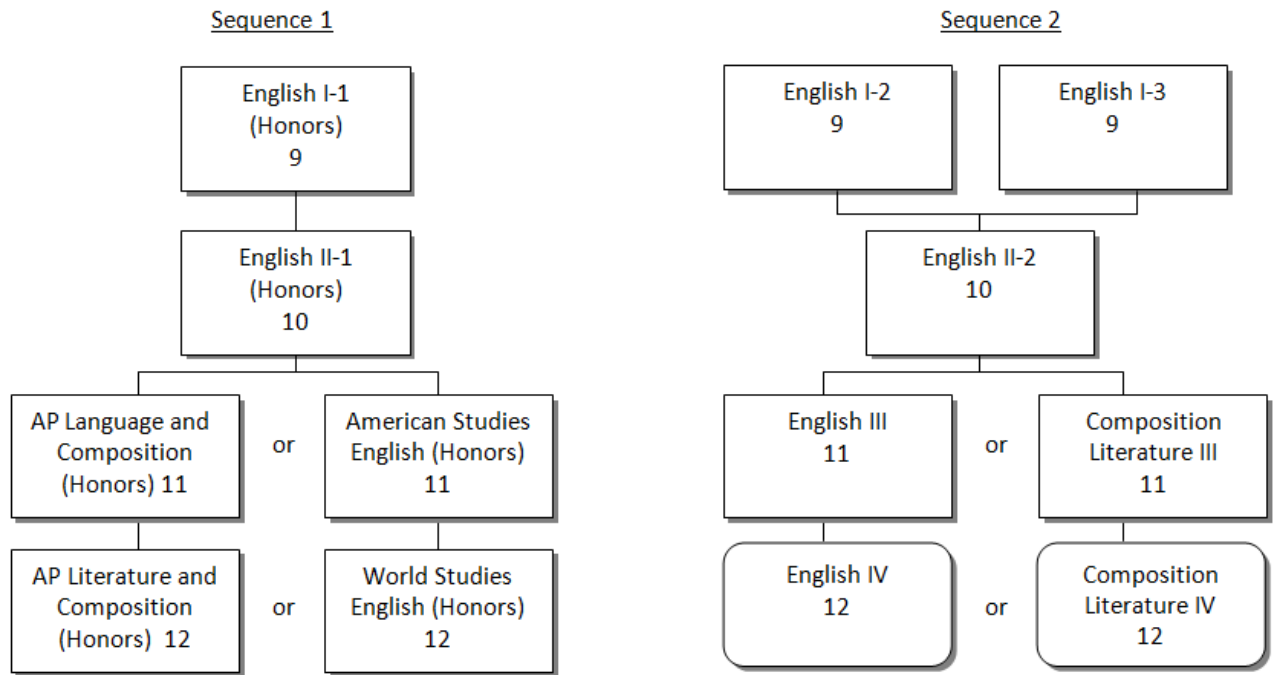 Sequence 1
English I-1
(Honors)
9
English II-1
(Honors)
10
AP Language and
Composition
(Honors) 11
or
American Studies
English (Honors)
11
AP Literature and
Composition
(Honors) 12
or
World Studies
English (Honors)
12
Sequence 2
English I-2
9
English I-3
9
English II-2
10
English III
11
or
Composition
Literature III
11
English IV
12
or
Composition
Literature IV
12